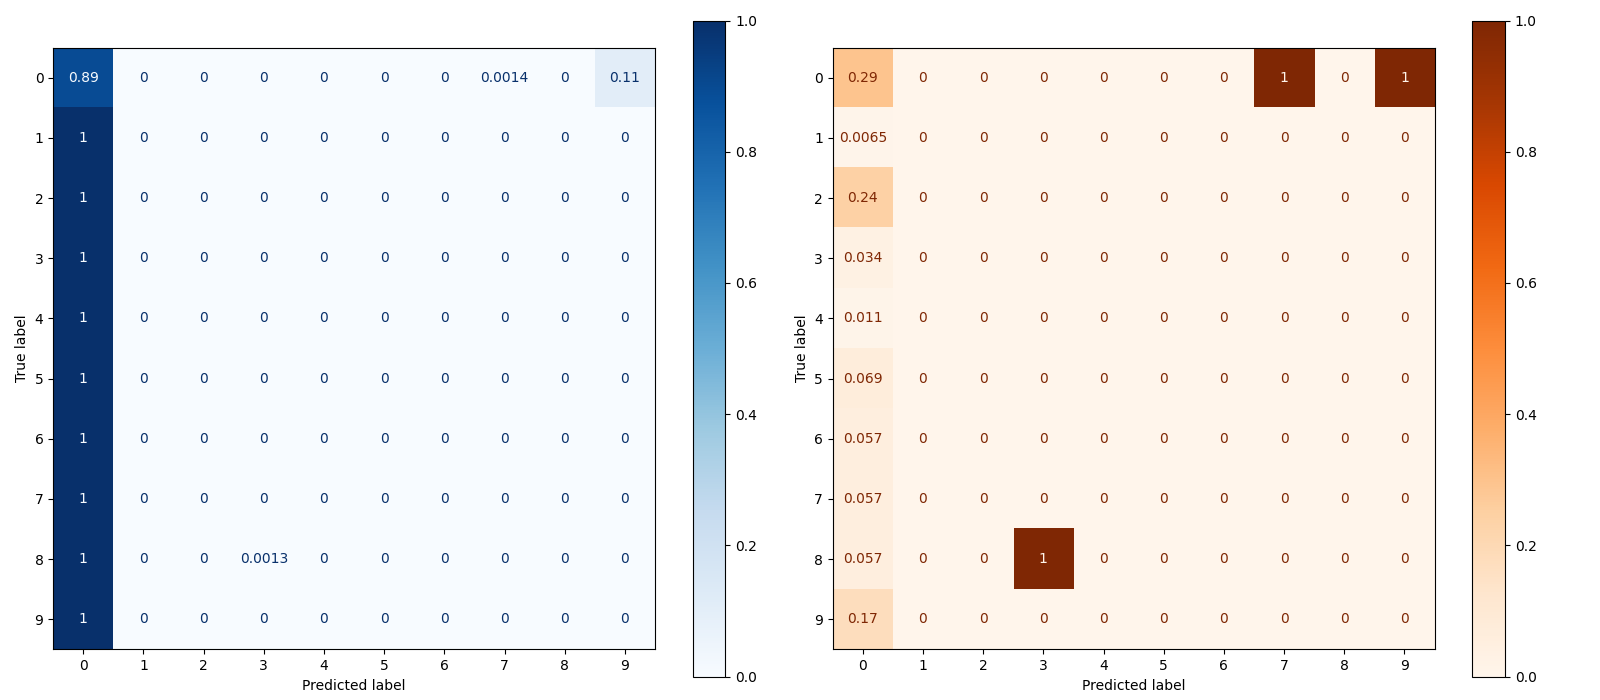 1.0
0 0.89 0 0 0 0 0 0 0.0014 0 0.11
1 1 0 0 0 0 0 0 0 0 0
0.8
2 1 0 0 0 0 0 0 0 0 0
3 1 0 0 0 0 0 0 0 0 0
0.6
4 1 0 0 0 0 0 0 0 0 0
True label
5 1 0 0 0 0 0 0 0 0 0
0.4
6 1 0 0 0 0 0 0 0 0 0
7 1 0 0 0 0 0 0 0 0 0
0.2
8 1 0 0 0.0013 0 0 0 0 0 0
9 1 0 0 0 0 0 0 0 0 0
0 1 2 3 4 5 6 7 8 9
0.0
Predicted label
1.0
0 0.29 0 0 0 0 0 0 1 0 1
1 0.0065 0 0 0 0 0 0 0 0 0
0.8
2 0.24 0 0 0 0 0 0 0 0 0
3 0.034 0 0 0 0 0 0 0 0 0
0.6
4 0.011 0 0 0 0 0 0 0 0 0
True label
5 0.069 0 0 0 0 0 0 0 0 0
0.4
6 0.057 0 0 0 0 0 0 0 0 0
7 0.057 0 0 0 0 0 0 0 0 0
0.2
8 0.057 0 0 1 0 0 0 0 0 0
9 0.17 0 0 0 0 0 0 0 0 0
0 1 2 3 4 5 6 7 8 9
0.0
Predicted label